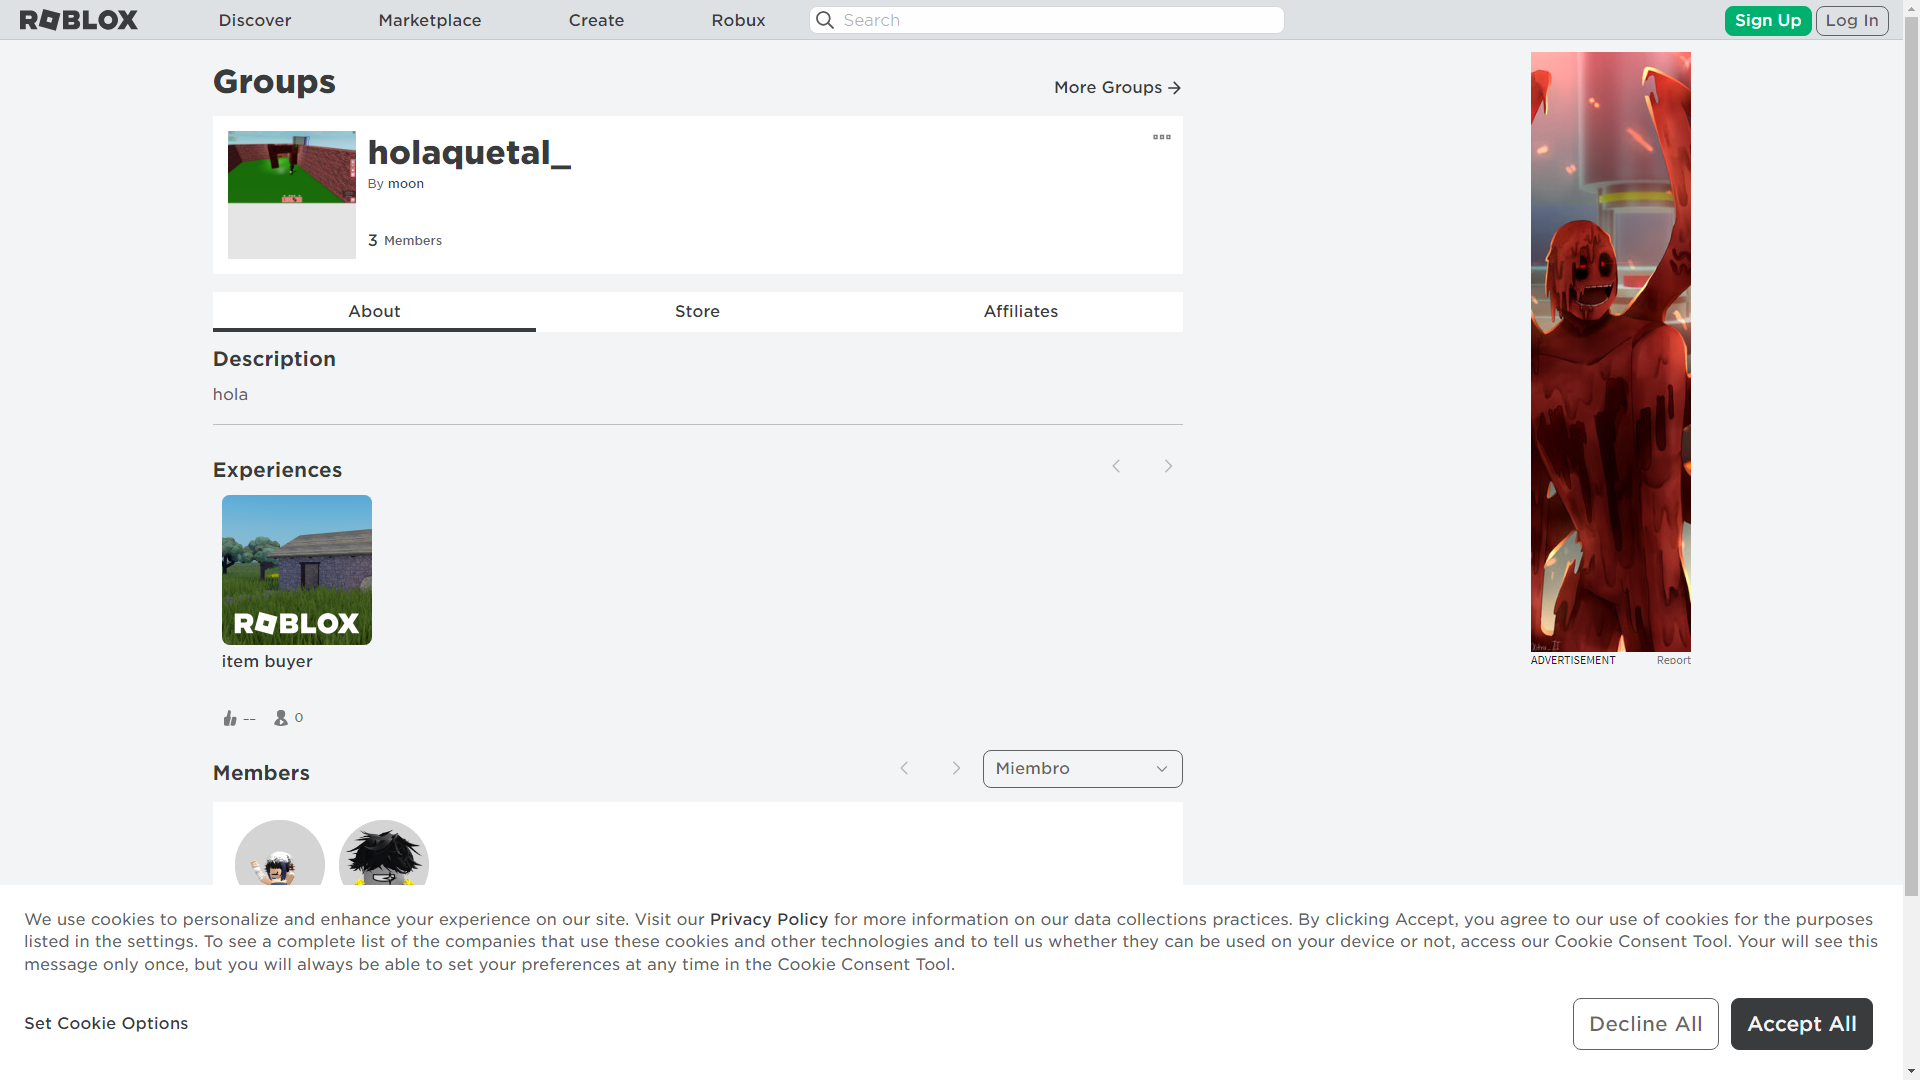 ROBLOX Discover Marketplace Create Robux Search Sign Up Log In
Groups
More Groups
holaquetal_
By moon
3 Members
About Store Affiliates
Description
hola
Experiences
ROBLOX
item buyer
-- 0
Members
Miembro
ADVERTISEMENT Report
We use cookies to personalize and enhance your experience on our site. Visit our Privacy Policy for more information on our data collections practices. By clicking Accept, you agree to our use of cookies for the purposes
listed in the settings. To see a complete list of the companies that use these cookies and other technologies and to tell us whether they can be used on your device or not, access our Cookie Consent Tool. Your will see this
message only once, but you will always be able to set your preferences at any time in the Cookie Consent Tool.
Set Cookie Options
Decline All
Accept All